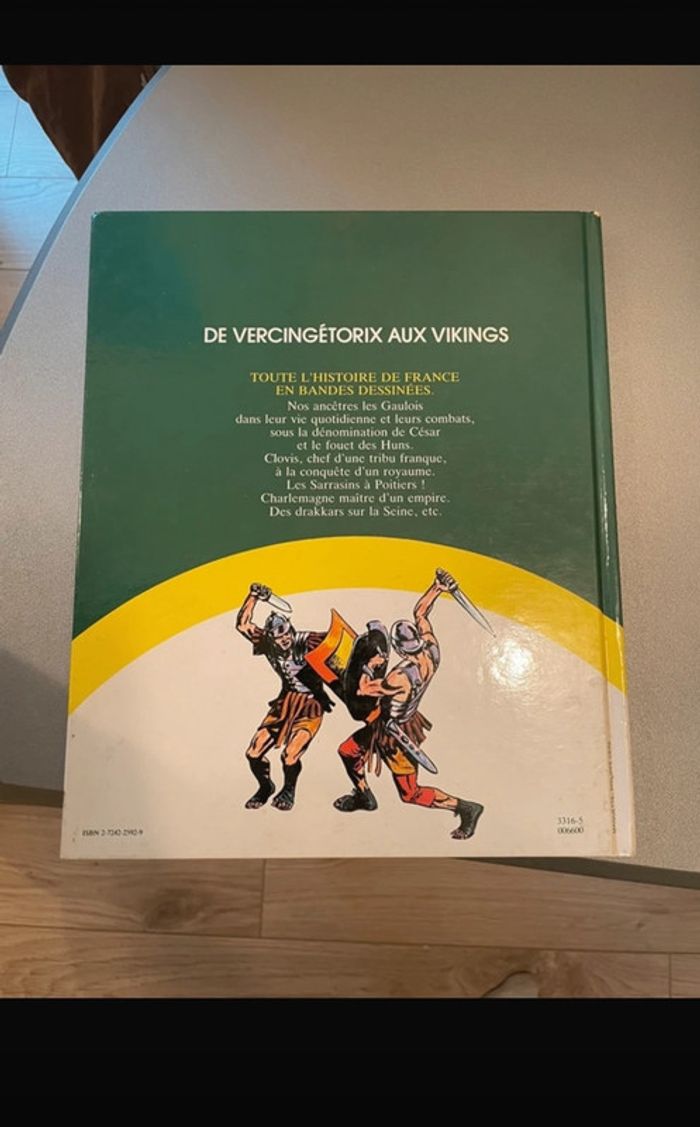 DE VERCINGÉTORIX AUX VIKINGS
TOUTE L'HISTOIRE DE FRANCE
EN BANDES DESSINÉES.
Nos ancêtres les Gaulois
dans leur vie quotidienne et leurs combats,
sous la dénomination de César
et le fouet des Huns.
Clovis, chef d'une tribu franque,
à la conquête d'un royaume.
Les Sarrasins à Poitiers !
Charlemagne maître d'un empire.
Des drakkars sur la Seine, etc.
ISBN 2-7242-2592-9
3316-5
006600